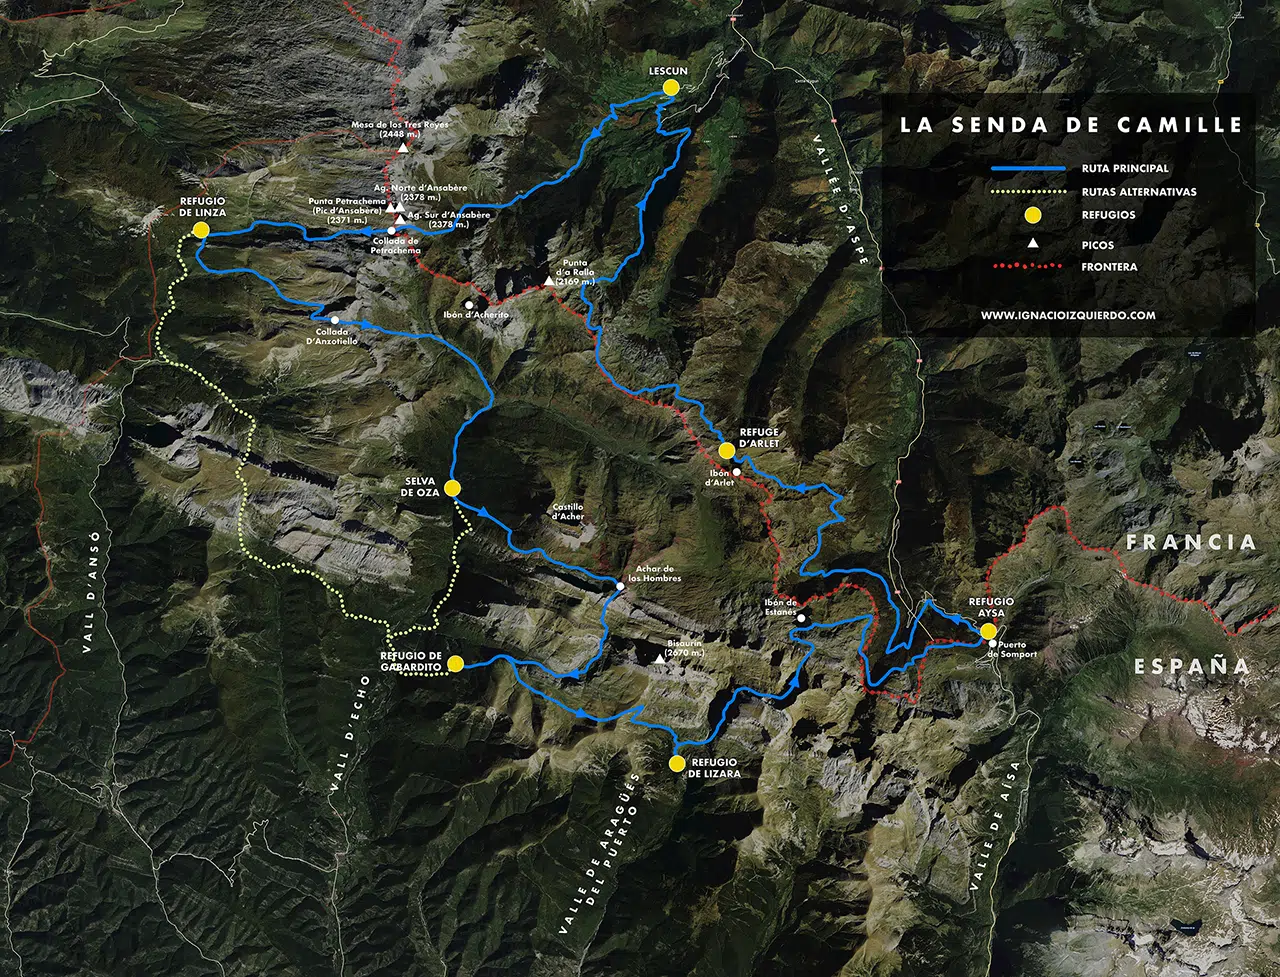 LESCUN
LA SENDA DE CAMILLE
RUTA PRINCIPAL
RUTAS ALTERNATIVAS
REFUGIOS
PICOS
FRONTERA
WWW.IGNACIOIZQUIERDO.COM
VALLÉE D'ASPE
Mesa de los Tres Reyes
(2448 m.)
Ag. Norte d'Ansabère
(2378 m.)
Punta Petrachema
(Pic d'Ansabère)
(2371 m.)
Ag. Sur d'Ansabère
(2378 m.)
Collada de
Petrachema
REFUGIO
DE LINZA
Punta
d'a Ralla
(2169 m.)
Ibón d'Acherito
Collada
D'Anzotiello
REFUGE
D'ARLET
Ibón
d'Arlet
SELVA
DE OZA
Castillo
d'Acher
FRANCIA
Achar de
los Hombres
Ibón de
Estanés
REFUGIO
AYSA
Puerto
de Somport
ESPAÑA
VALL D'ANSÓ
REFUGIO DE
GABARDITO
Bisaurín
(2670 m.)
VALL D'ECHO
REFUGIO
DE LIZARA
VALLE DE ARAGÜÉS
DEL PUERTO
VALLE DE AISA